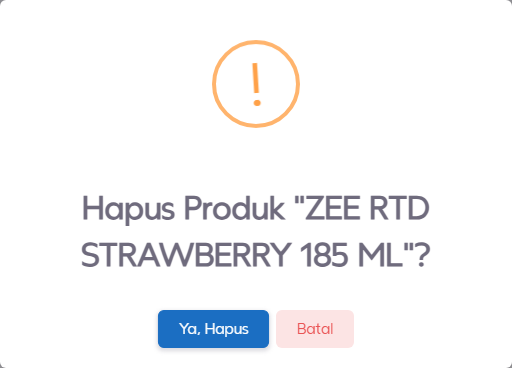 Hapus Produk "ZEE RTD
STRAWBERRY 185 ML"?
Ya, Hapus
Batal